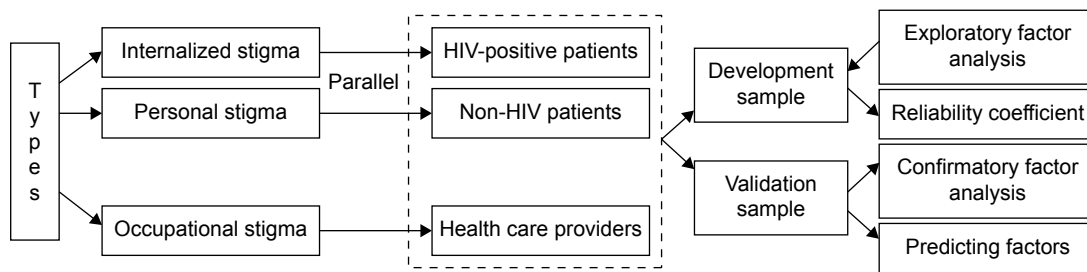 Types
Internalized stigma
Personal stigma
Occupational stigma
Parallel
HIV-positive patients
Non-HIV patients
Health care providers
Development
sample
Validation
sample
Exploratory factor
analysis
Reliability coefficient
Confirmatory factor
analysis
Predicting factors